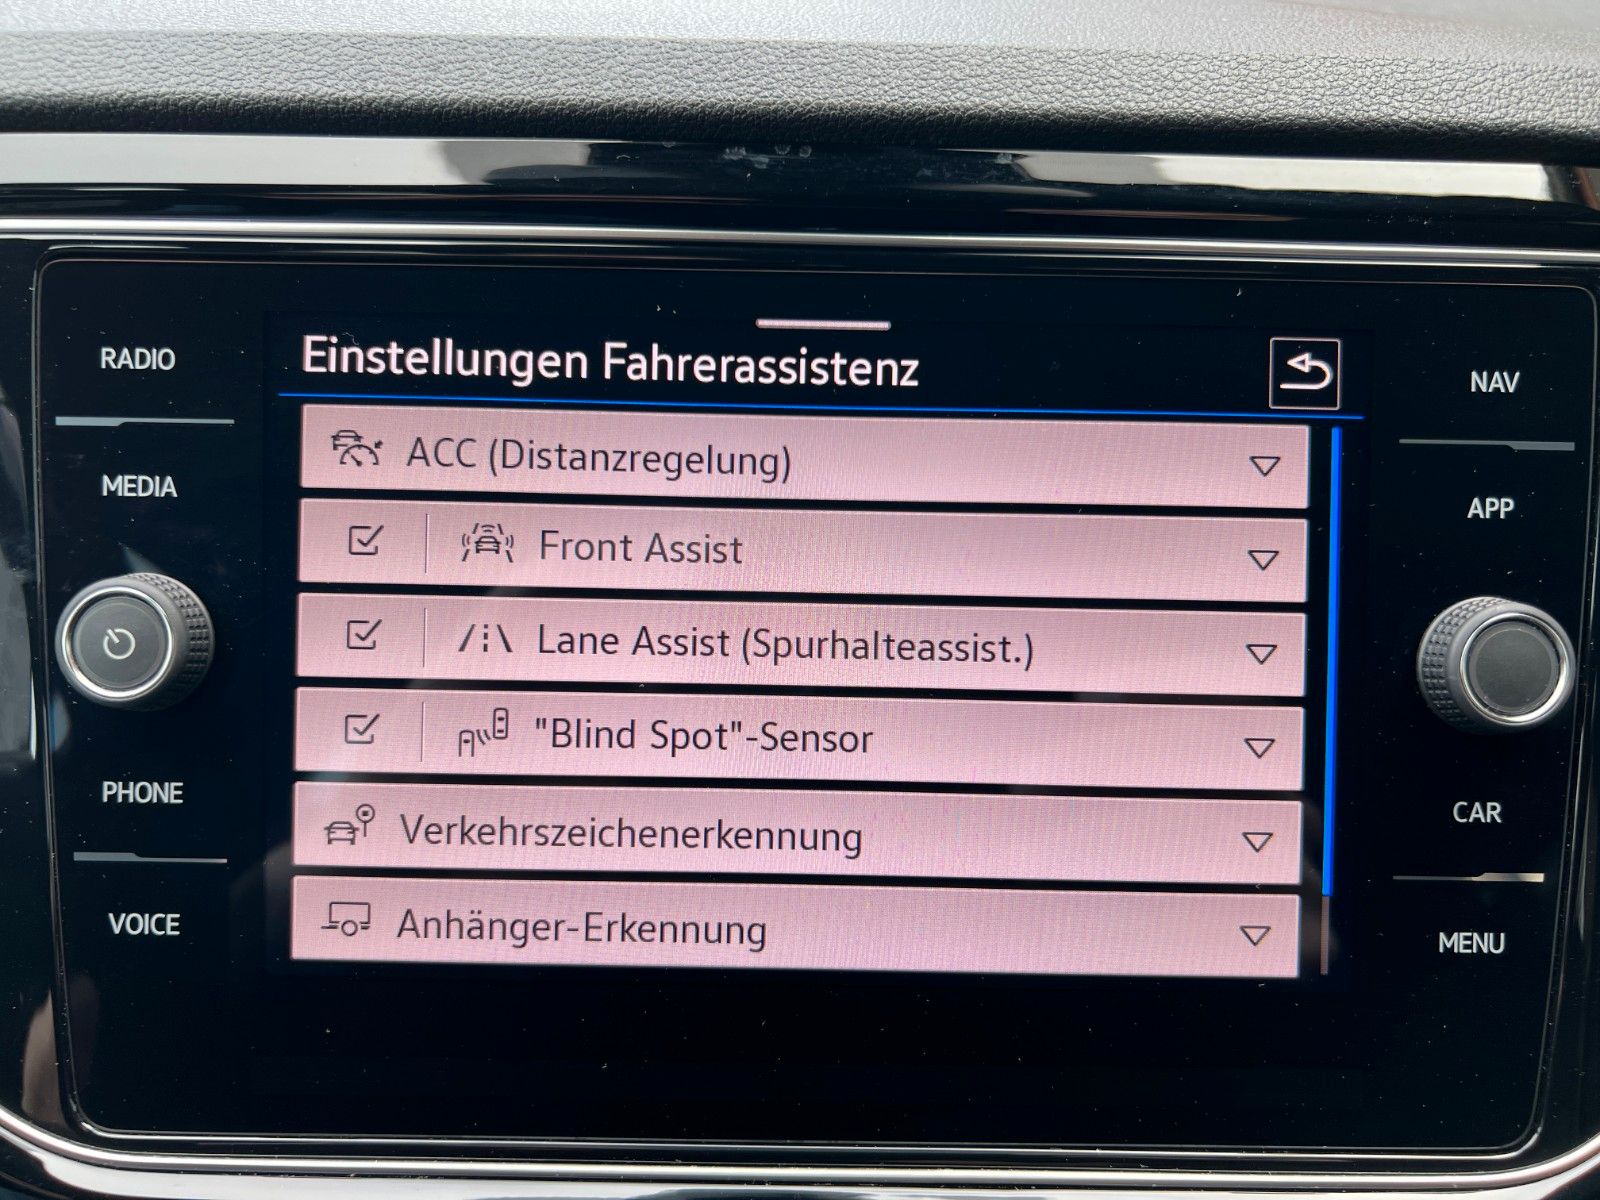 RADIO
MEDIA
PHONE
VOICE
Einstellungen Fahrerassistenz
ACC (Distanzregelung)
Front Assist
Lane Assist (Spurhalteassist.)
"Blind Spot"-Sensor
Verkehrszeichenerkennung
Anhänger-Erkennung
NAV
APP
CAR
MENU